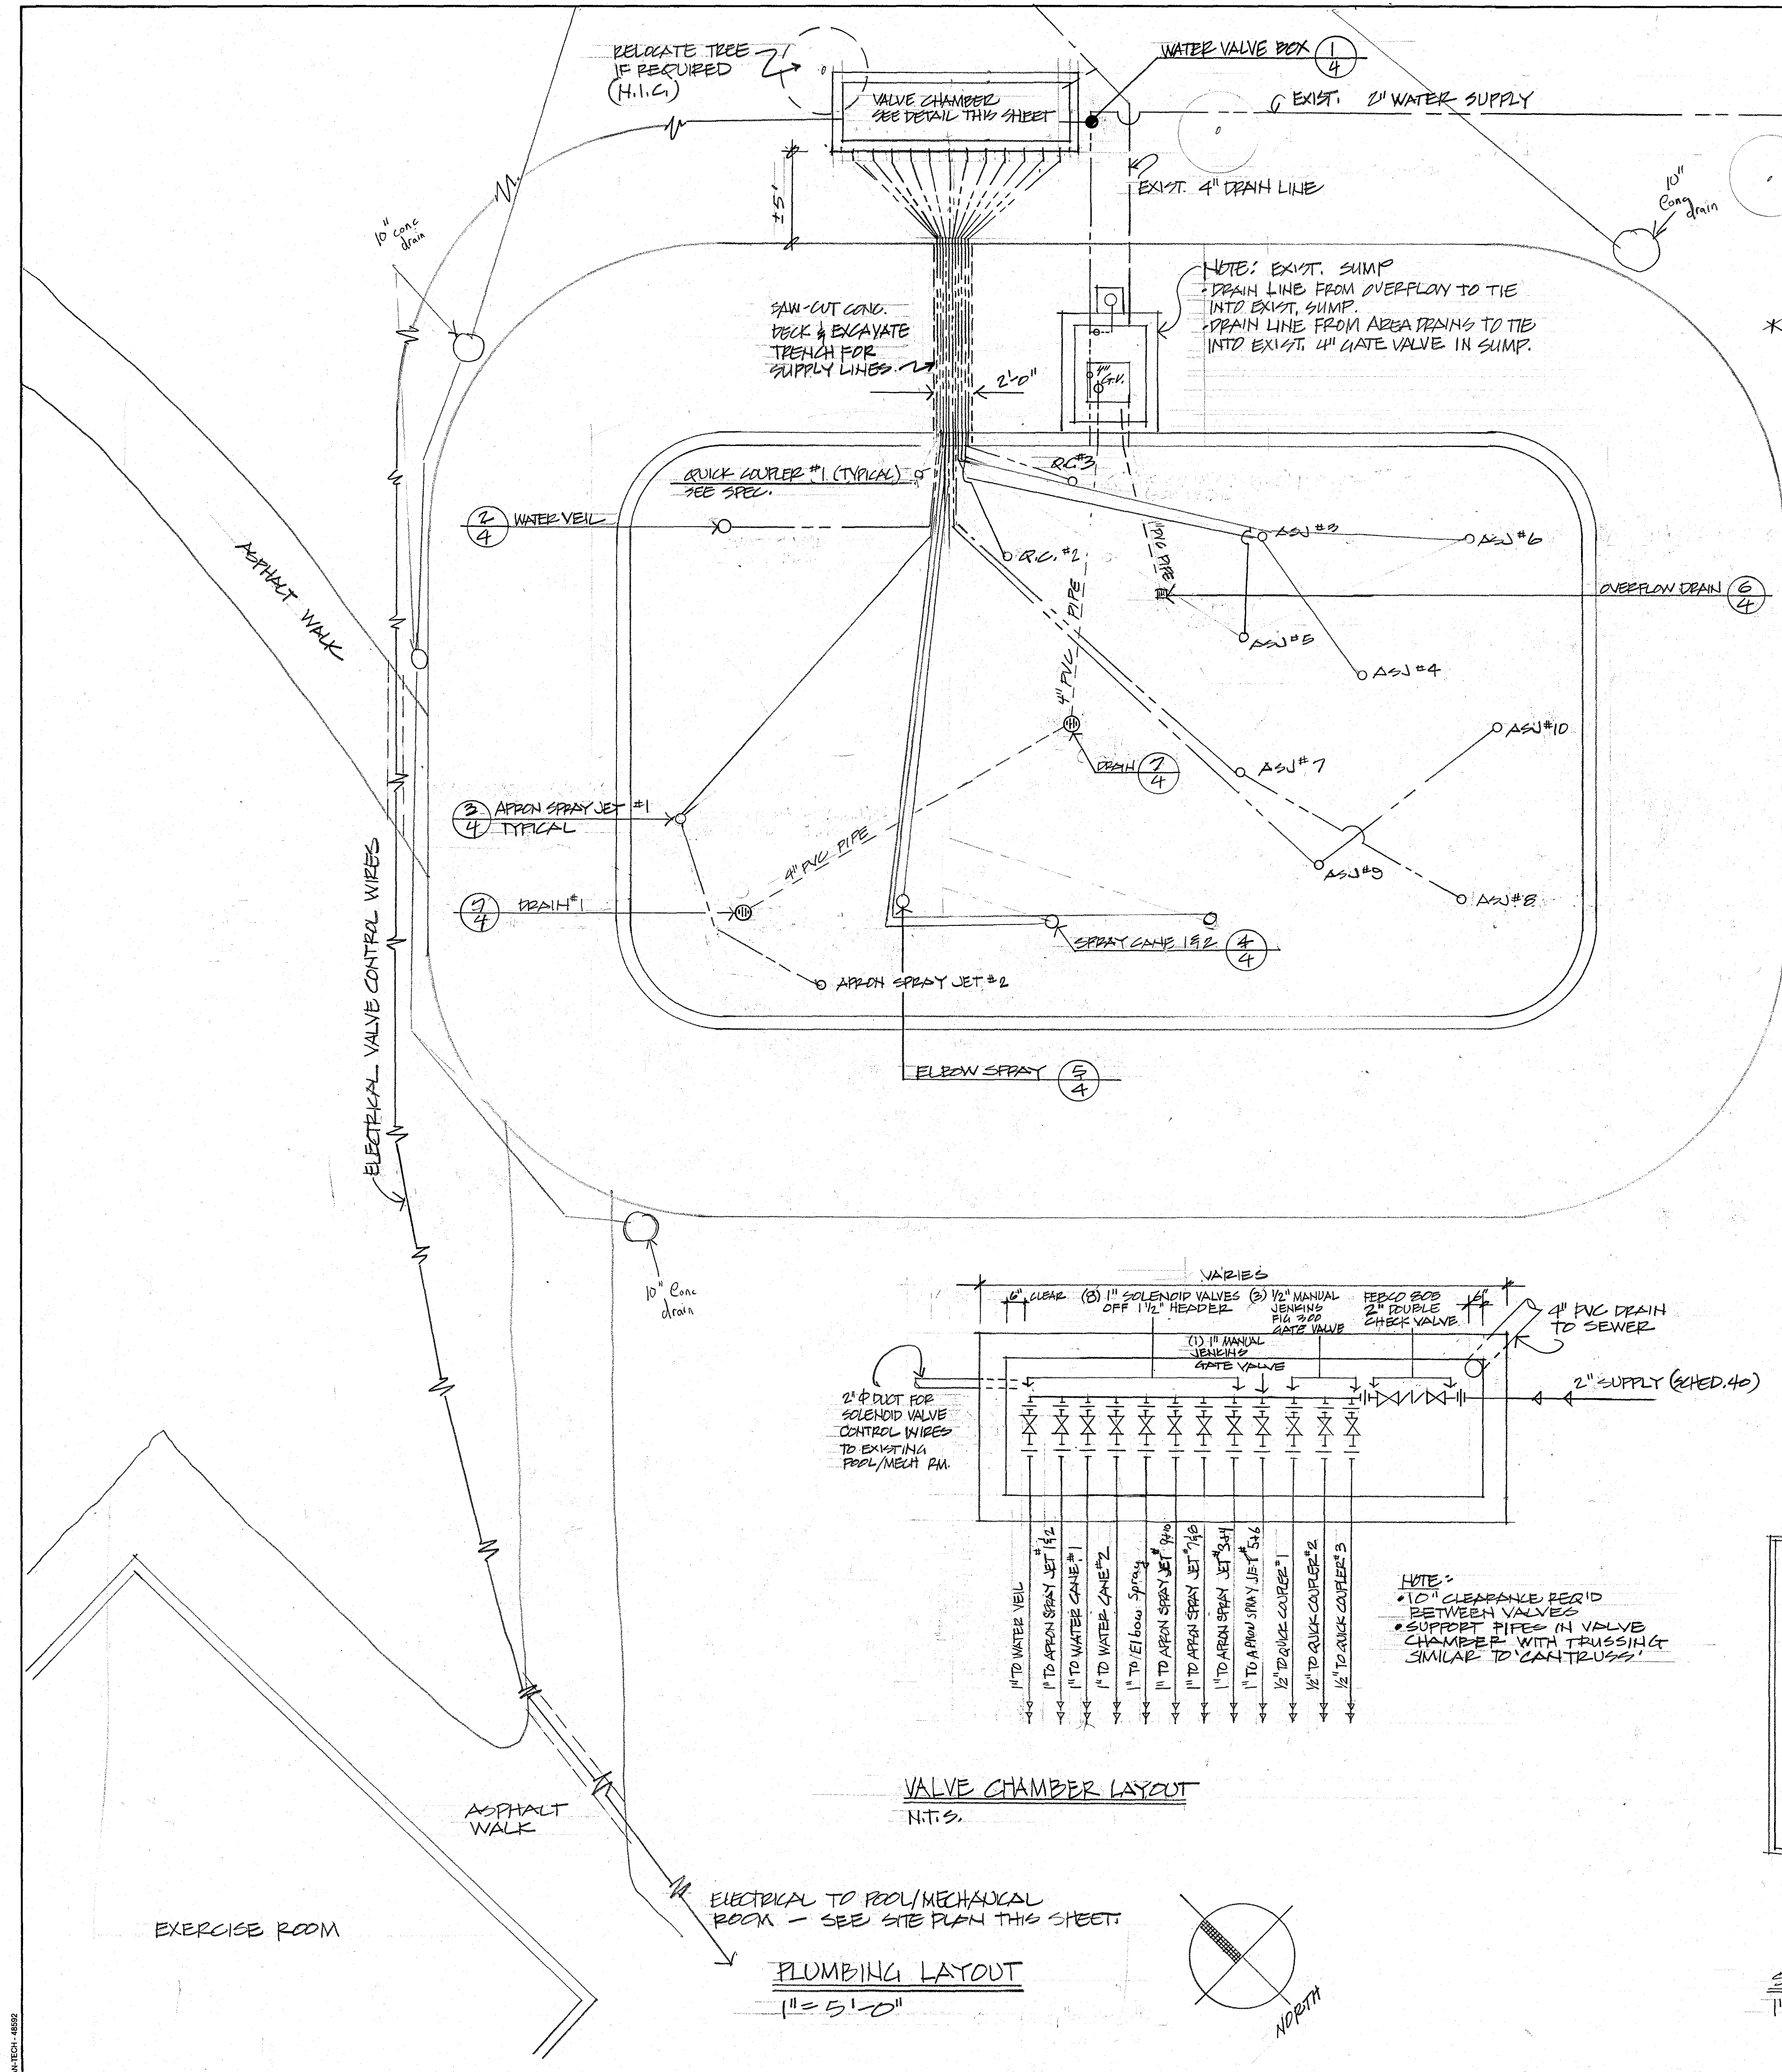 RELOCATE TREE
IF REQUIRED
(H.I.C.)
VALVE CHAMBER
SEE DETAIL THIS SHEET
WATER VALVE BOX 1/4
EXIST. 2" WATER SUPPLY
EXIST. 4" DRAIN LINE
±5'
10" conc
drain
10"
Conc
drain
NOTE: EXIST. SUMP
- DRAIN LINE FROM OVERFLOW TO TIE
INTO EXIST. SUMP.
- DRAIN LINE FROM AREA DRAINS TO TIE
INTO EXIST. 4" GATE VALVE IN SUMP.
SAW-CUT CONC.
DECK & EXCAVATE
TRENCH FOR
SUPPLY LINES.
2'-0"
4"
G.V.
QUICK COUPLER #1 (TYPICAL)
SEE SPEC.
Q.C.#3
2/4 WATER VEIL
Q.C. #2
ASJ #3
ASJ #6
PVC PIPE
OVERFLOW DRAIN 6/4
ASJ #5
ASJ #4
4" PVC PIPE
ASJ #10
DRAIN 7/4
ASJ #7
3/4 APRON SPRAY JET #1
TYPICAL
4" PVC PIPE
ASJ #9
ASJ #8
7/4 DRAIN #1
SPRAY CANE 1&2 4/4
APRON SPRAY JET #2
ELBOW SPRAY 5/4
ASPHALT WALK
ELECTRICAL VALVE CONTROL WIRES
10" Conc
drain
VARIES
6" CLEAR
(8) 1" SOLENOID VALVES
OFF 1 1/2" HEADER
(3) 1/2" MANUAL
JENKINS
FIG 300
GATE VALVE
FEBCO 805
2" DOUBLE
CHECK VALVE
6"
(1) 1" MANUAL
JENKINS
GATE VALVE
4" PVC DRAIN
TO SEWER
2" SUPPLY (SCHED. 40)
2" Φ DUCT FOR
SOLENOID VALVE
CONTROL WIRES
TO EXISTING
POOL/MECH RM.
1" TO WATER VEIL
1" TO APRON SPRAY JET #1&2
1" TO WATER CANE #1
1" TO WATER CANE #2
1" TO Elbow Spray
1" TO APRON SPRAY JET # 9&10
1" TO APRON SPRAY JET #7&8
1" TO APRON SPRAY JET #3&4
1" TO APRON SPRAY JET # 5&6
1/2" TO QUICK COUPLER #1
1/2" TO QUICK COUPLER #2
1/2" TO QUICK COUPLER #3
NOTE:
• 10" CLEARANCE REQ'D
BETWEEN VALVES
• SUPPORT PIPES IN VALVE
CHAMBER WITH TRUSSING
SIMILAR TO 'CANTRUSS'
VALVE CHAMBER LAYOUT
N.T.S.
ASPHALT
WALK
EXERCISE ROOM
ELECTRICAL TO POOL/MECHANICAL
ROOM - SEE SITE PLAN THIS SHEET.
PLUMBING LAYOUT
1" = 5'-0"
NORTH